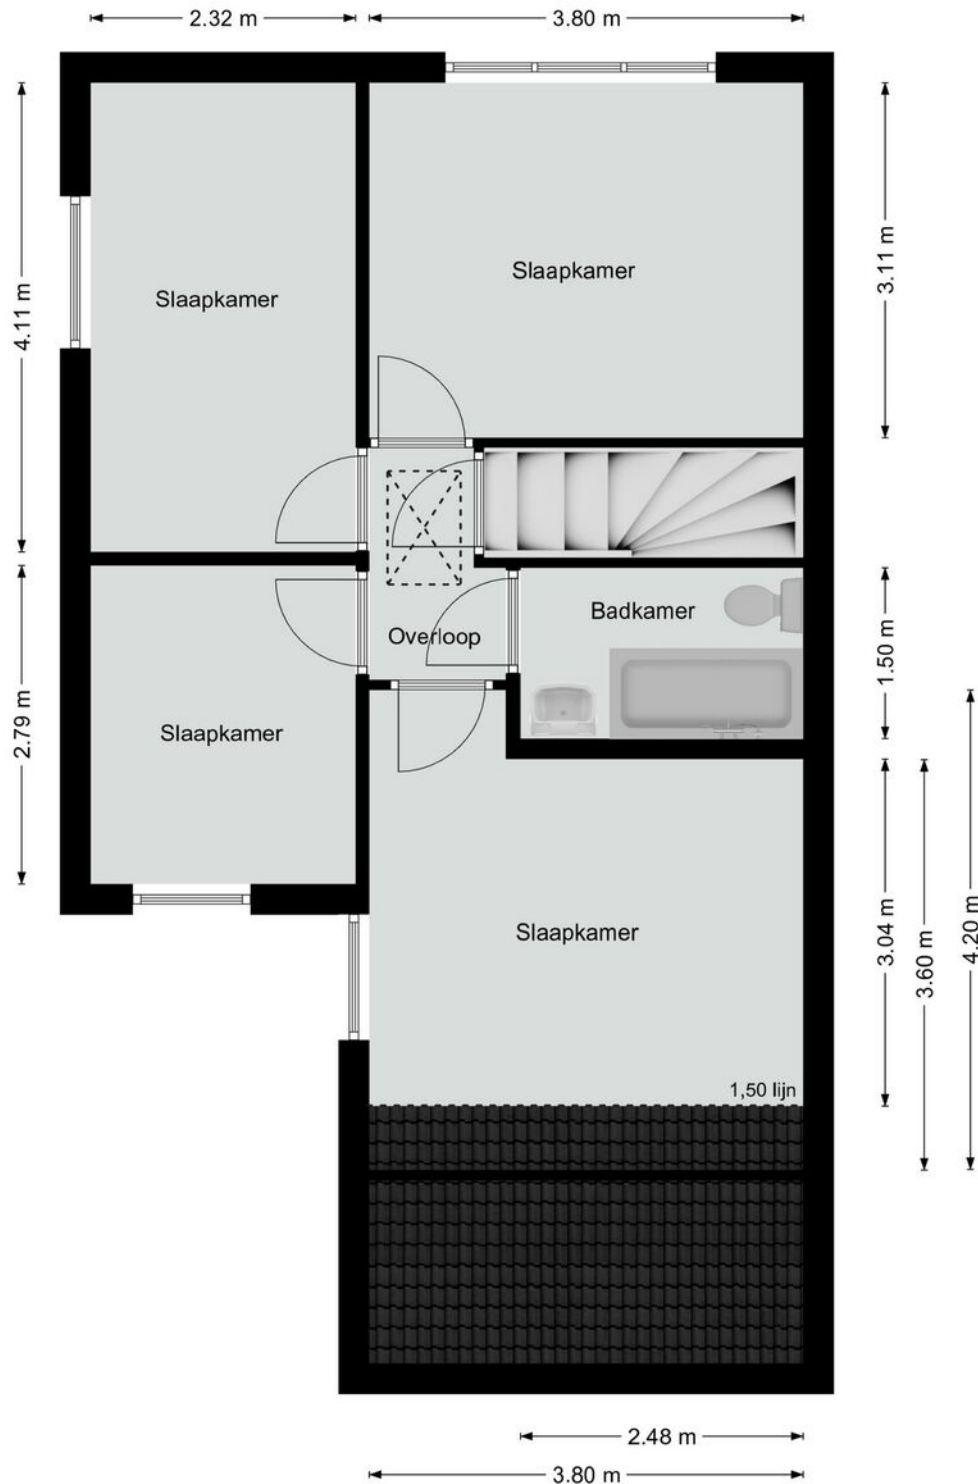 2.32 m
3.80 m
4.11 m
3.11 m
Slaapkamer
Slaapkamer
Badkamer
Overloop
1.50 m
2.79 m
Slaapkamer
Slaapkamer
3.04 m
3.60 m
4.20 m
1,50 lijn
2.48 m
3.80 m